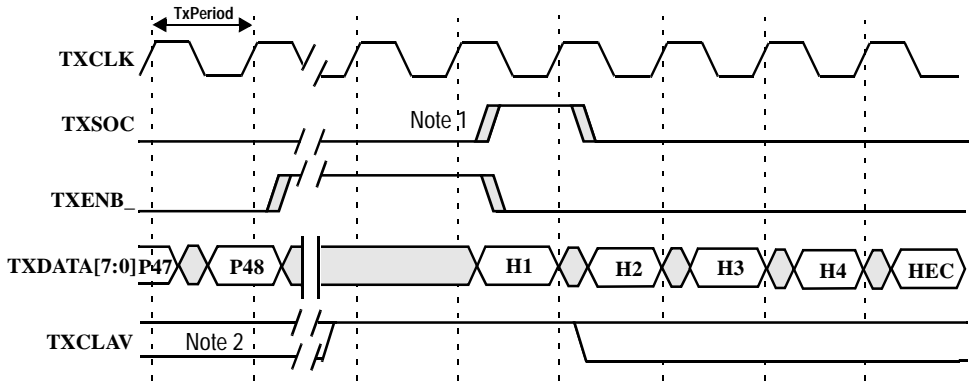 TxPeriod
TXCLK
TXSOC
Note 1
TXENB_
TXDATA[7:0]
P47
P48
H1
H2
H3
H4
HEC
TXCLAV
Note 2